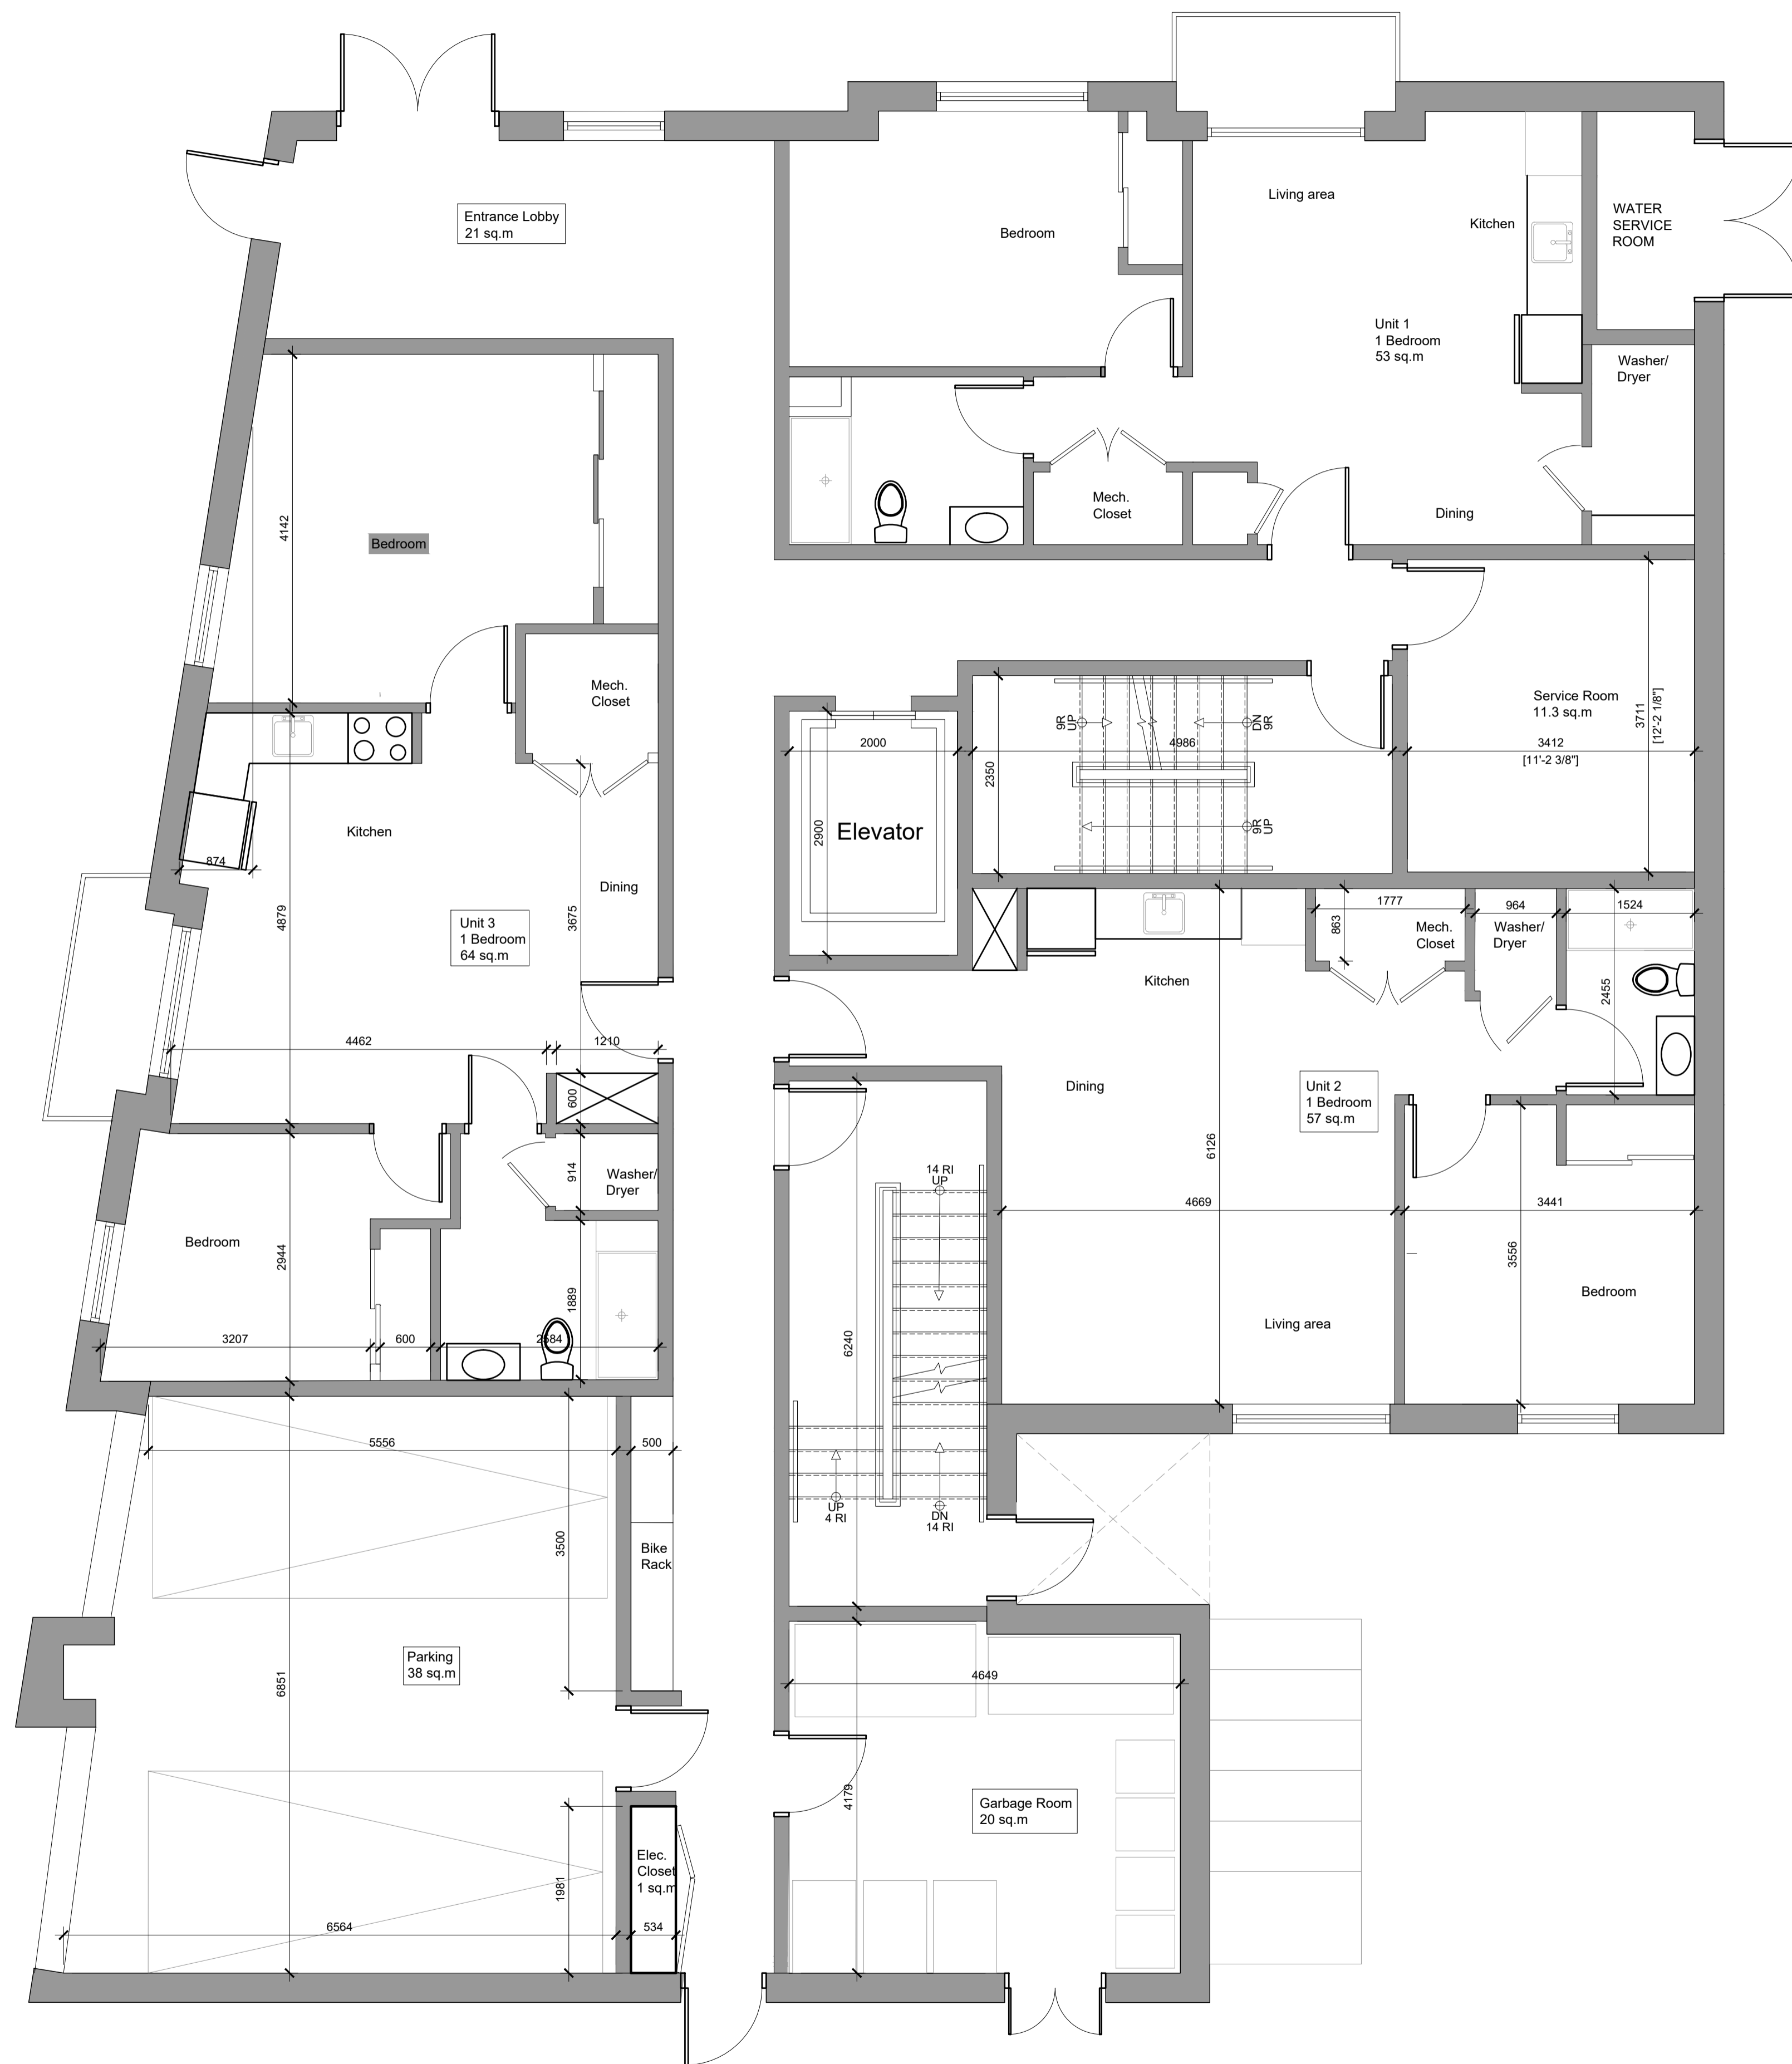 Entrance Lobby
21 sq.m
Bedroom
Living area
Kitchen
WATER
SERVICE
ROOM
Unit 1
1 Bedroom
53 sq.m
Washer/
Dryer
Mech.
Closet
Dining
4142
Bedroom
Mech.
Closet
Service Room
11.3 sq.m
3711
[12'-2 1/8"]
3412
[11'-2 3/8"]
9R
UP
DN
9R
4986
2350
9R
UP
2000
2900
Elevator
Kitchen
874
Dining
4879
3675
Unit 3
1 Bedroom
64 sq.m
4462
1210
600
1777
863
Mech.
Closet
964
Washer/
Dryer
1524
2455
Kitchen
Dining
Unit 2
1 Bedroom
57 sq.m
6126
4669
3441
3556
Bedroom
Living area
914
Washer/
Dryer
Bedroom
2944
1889
3207
600
2584
14 RI
UP
6240
UP
4 RI
DN
14 RI
5556
500
3500
Bike
Rack
Parking
38 sq.m
6851
4649
4179
Garbage Room
20 sq.m
Elec.
Closet
1 sq.m
1981
6564
534